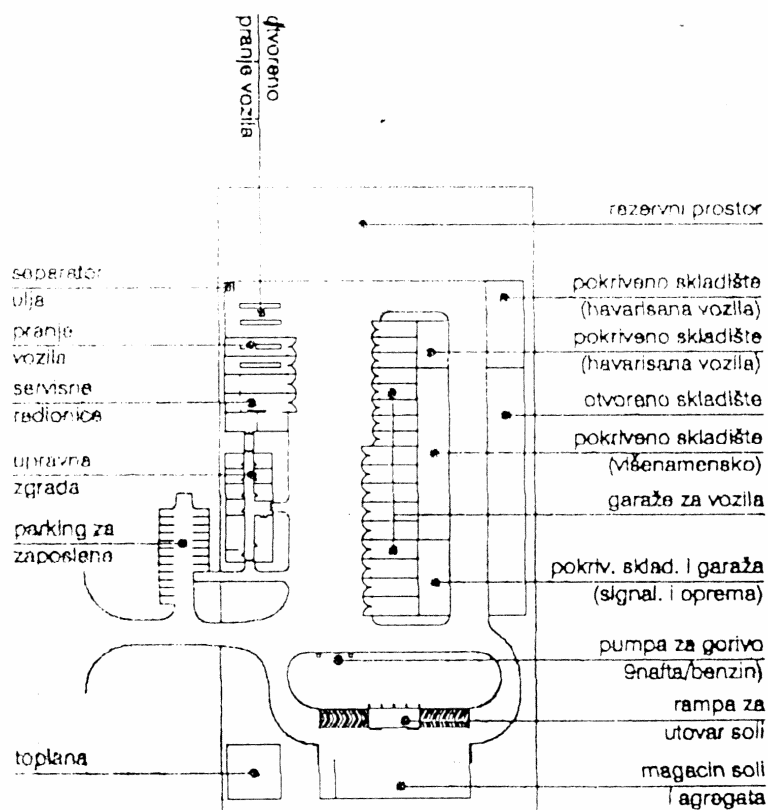 otvoreno
pranje vozila
rezervni prostor
separator
ulja
pranje
vozila
servisne
radionice
upravna
zgrada
parking za
zaposlene
toplana
pokriveno skladište
(havarisana vozila)
pokriveno skladište
(havarisana vozila)
otvoreno skladište
pokriveno skladište
(višenamensko)
garaže za vozila
pokriv. sklad. i garaža
(signal. i oprema)
pumpa za gorivo
9nafta/benzin)
rampa za
utovar soli
magacin soli
i agregata